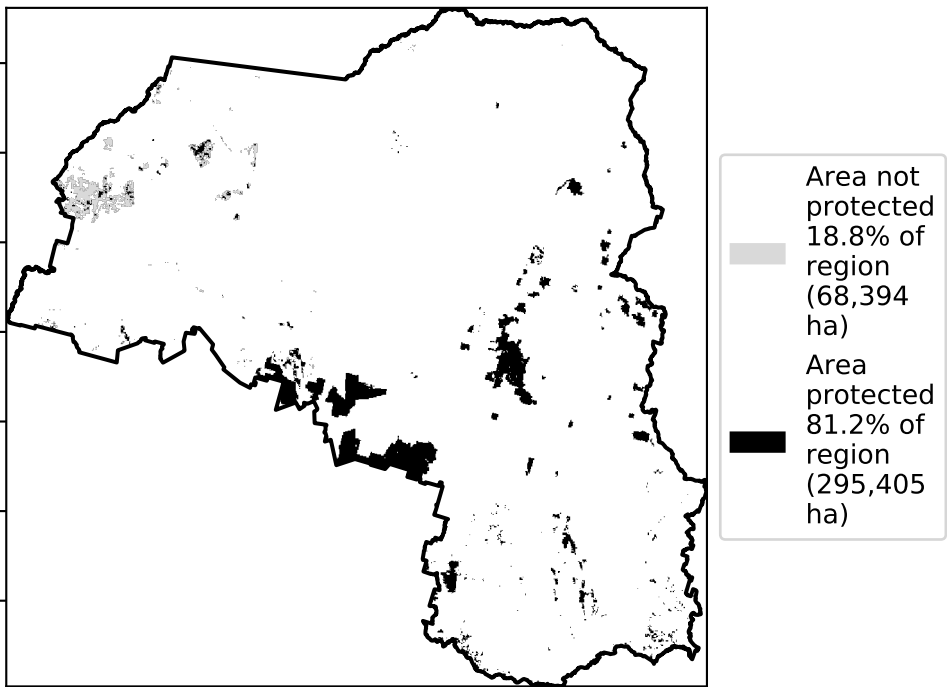 Area not
protected
18.8% of
region
(68,394
ha)
Area
protected
81.2% of
region
(295,405
ha)